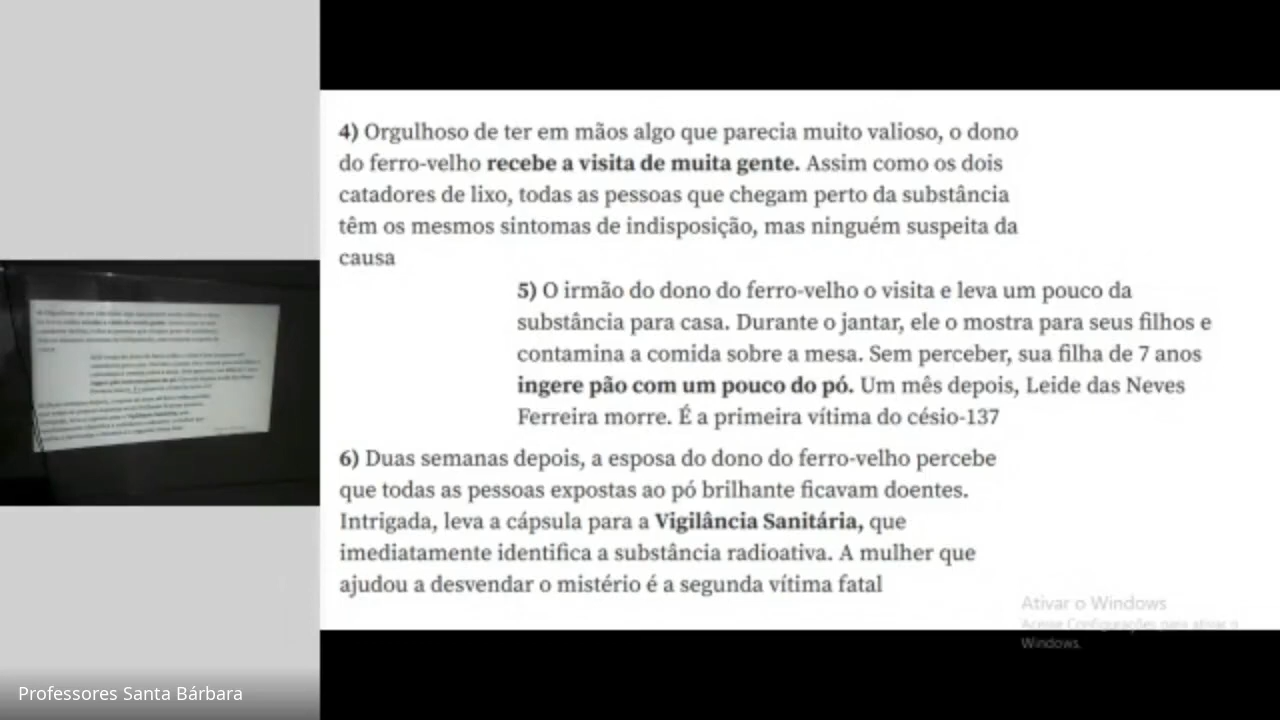 4) Orgulhoso de ter em mãos algo que parecia muito valioso, o dono
do ferro-velho recebe a visita de muita gente. Assim como os dois
catadores de lixo, todas as pessoas que chegam perto da substância
têm os mesmos sintomas de indisposição, mas ninguém suspeita da
causa
5) O irmão do dono do ferro-velho o visita e leva um pouco da
substância para casa. Durante o jantar, ele o mostra para seus filhos e
contamina a comida sobre a mesa. Sem perceber, sua filha de 7 anos
ingere pão com um pouco do pó. Um mês depois, Leide das Neves
Ferreira morre. É a primeira vítima do césio-137
6) Duas semanas depois, a esposa do dono do ferro-velho percebe
que todas as pessoas expostas ao pó brilhante ficavam doentes.
Intrigada, leva a cápsula para a Vigilância Sanitária, que
imediatamente identifica a substância radioativa. A mulher que
ajudou a desvendar o mistério é a segunda vítima fatal
Ativar o Windows
Acesse Configurações para ativar o
Windows.
Professores Santa Bárbara